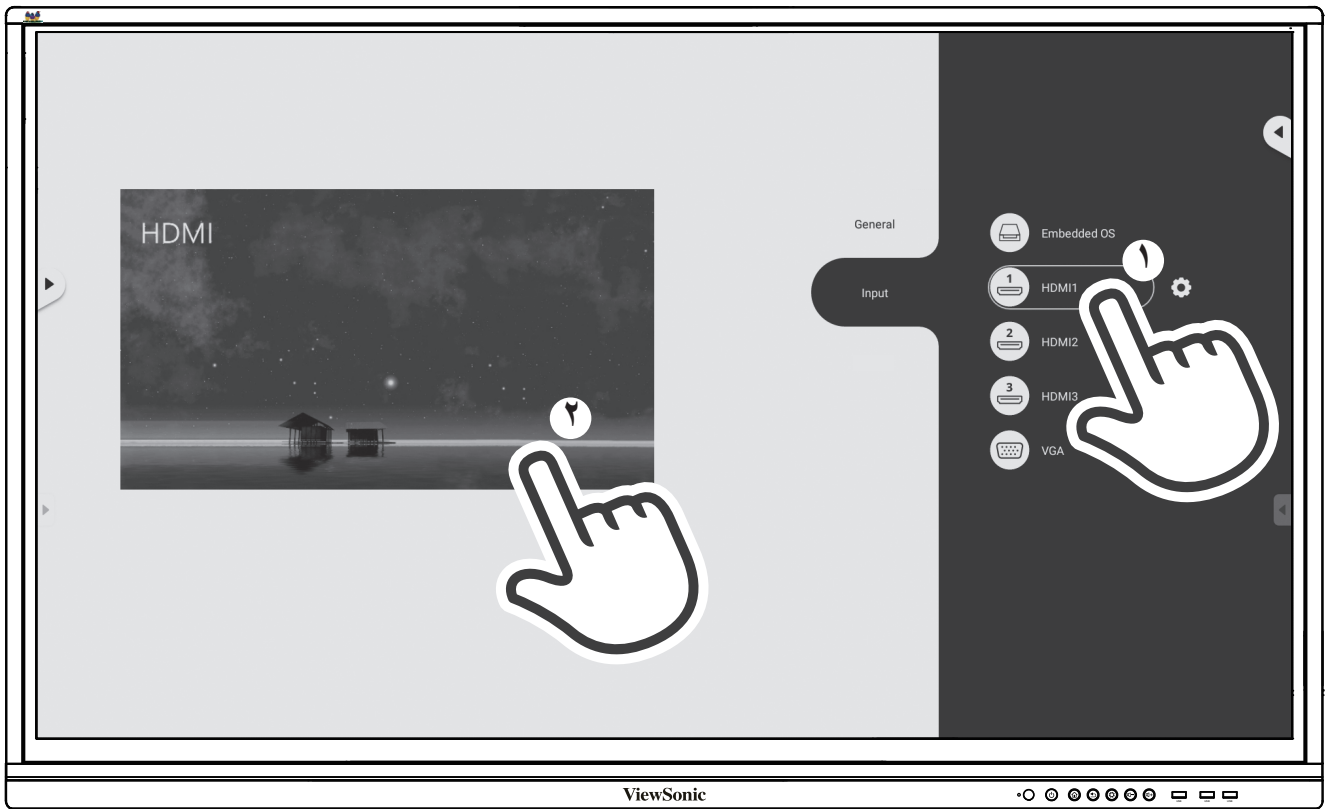 HDMI
General
Input
Embedded OS
١
1 HDMI1
2 HDMI2
3 HDMI3
VGA
٢
ViewSonic